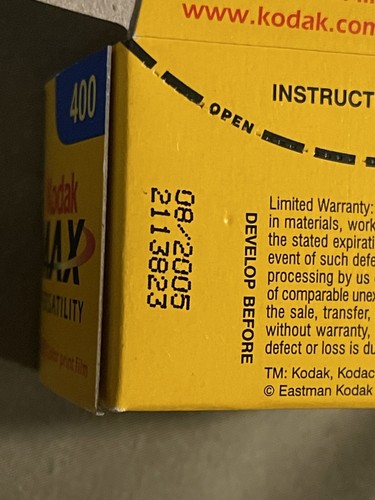 www.kodak.com
400
OPEN
INSTRUCT
Kodak
MAX
08/2005
2113823
DEVELOP BEFORE
Limited Warranty:
in materials, work
the stated expirati
event of such defe
processing by us
of comparable unex
the sale, transfer,
without warranty,
defect or loss is du
TM: Kodak, Kodac
© Eastman Kodak